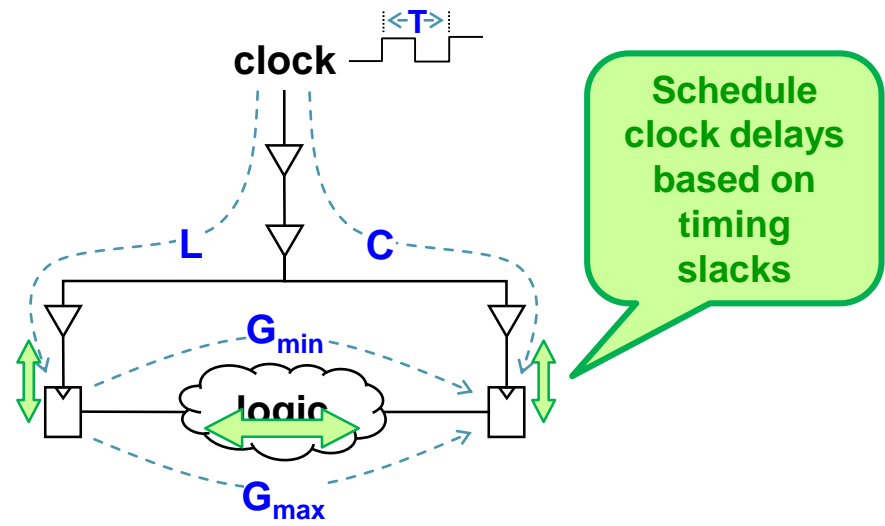 T
clock
Schedule
clock delays
based on
timing
slacks
L
C
Gmin
logic
Gmax